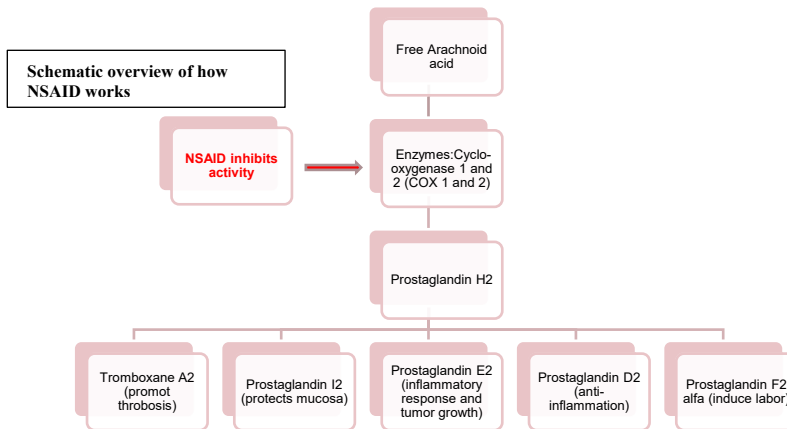 Schematic overview of how
NSAID works
Free Arachnoid
acid
NSAID inhibits
activity
Enzymes:Cyclo-
oxygenase 1 and
2 (COX 1 and 2)
Prostaglandin H2
Tromboxane A2
(promot
throbosis)
Prostaglandin I2
(protects mucosa)
Prostaglandin E2
(inflammatory
response and
tumor growth)
Prostaglandin D2
(anti-
inflammation)
Prostaglandin F2
alfa (induce labor)